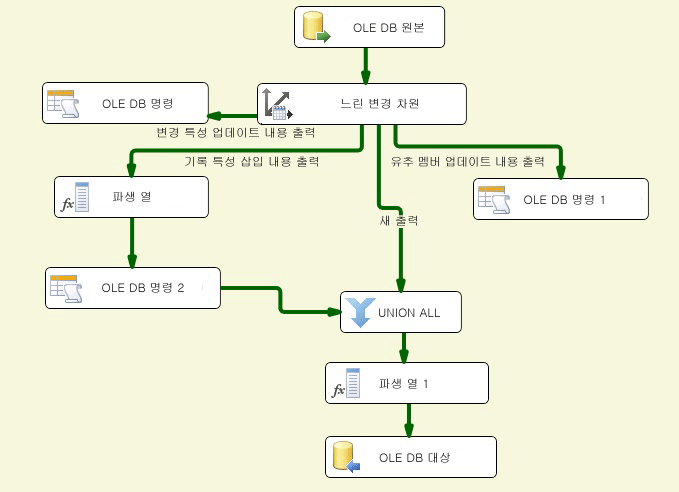 OLE DB 원본
OLE DB 명령
느린 변경 차원
변경 특성 업데이트 내용 출력
기록 특성 삽입 내용 출력
유추 멤버 업데이트 내용 출력
파생 열
OLE DB 명령 1
새 출력
OLE DB 명령 2
UNION ALL
파생 열 1
OLE DB 대상